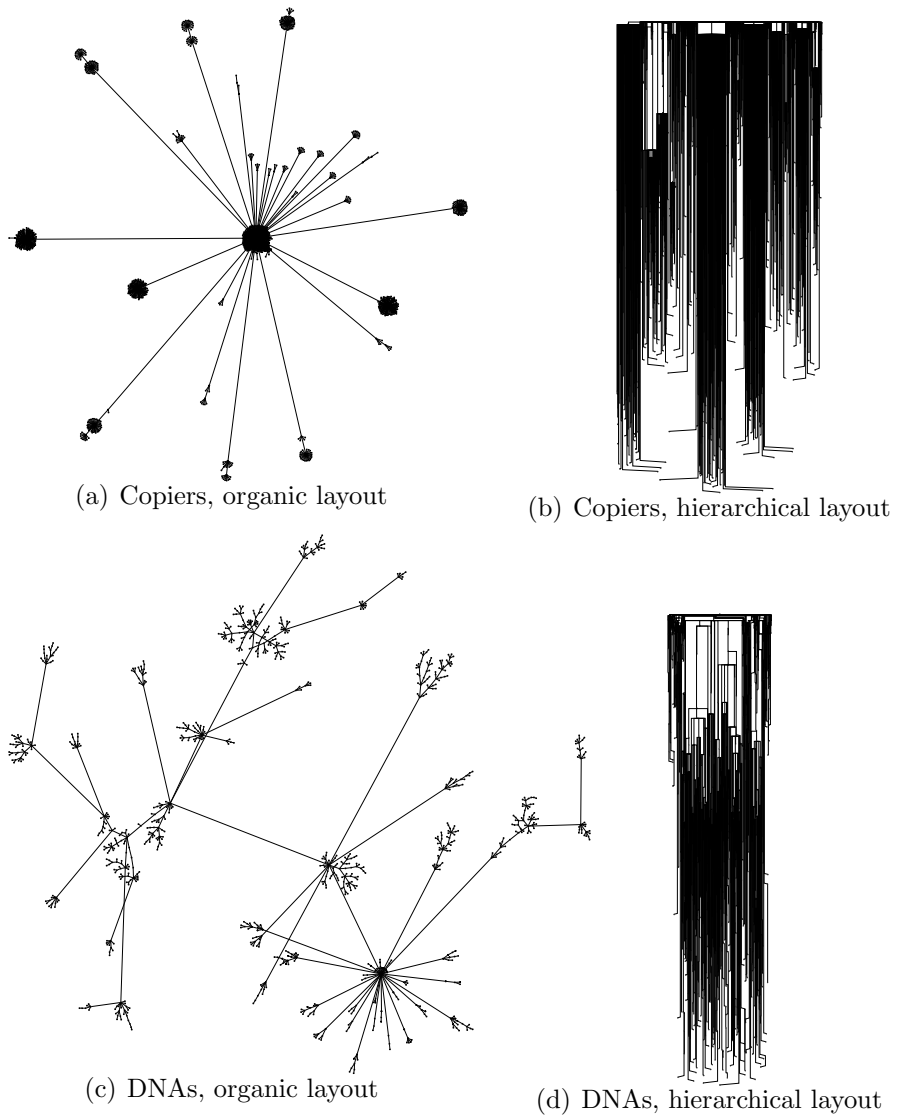 (a) Copiers, organic layout
(b) Copiers, hierarchical layout
(c) DNAs, organic layout
(d) DNAs, hierarchical layout